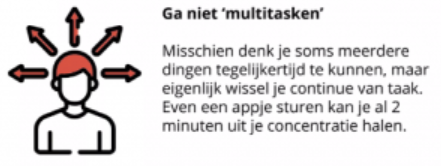 Ga niet ‘multitasken’
Misschien denk je soms meerdere
dingen tegelijkertijd te kunnen, maar
eigenlijk wissel je continue van taak.
Even een appje sturen kan je al 2
minuten uit je concentratie halen.